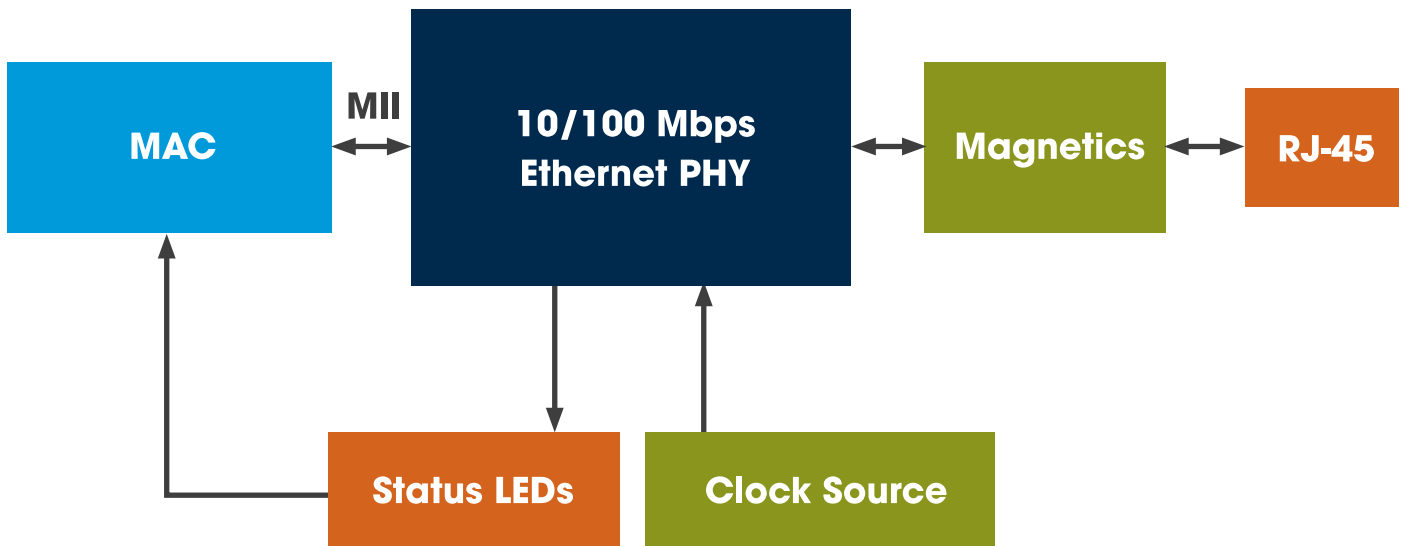 MII
MAC
10/100 Mbps
Ethernet PHY
Magnetics
RJ-45
Status LEDs
Clock Source